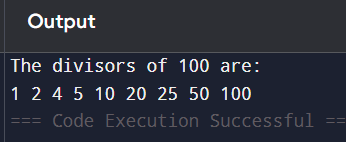 Output
The divisors of 100 are:
1 2 4 5 10 20 25 50 100
=== Code Execution Successful ==